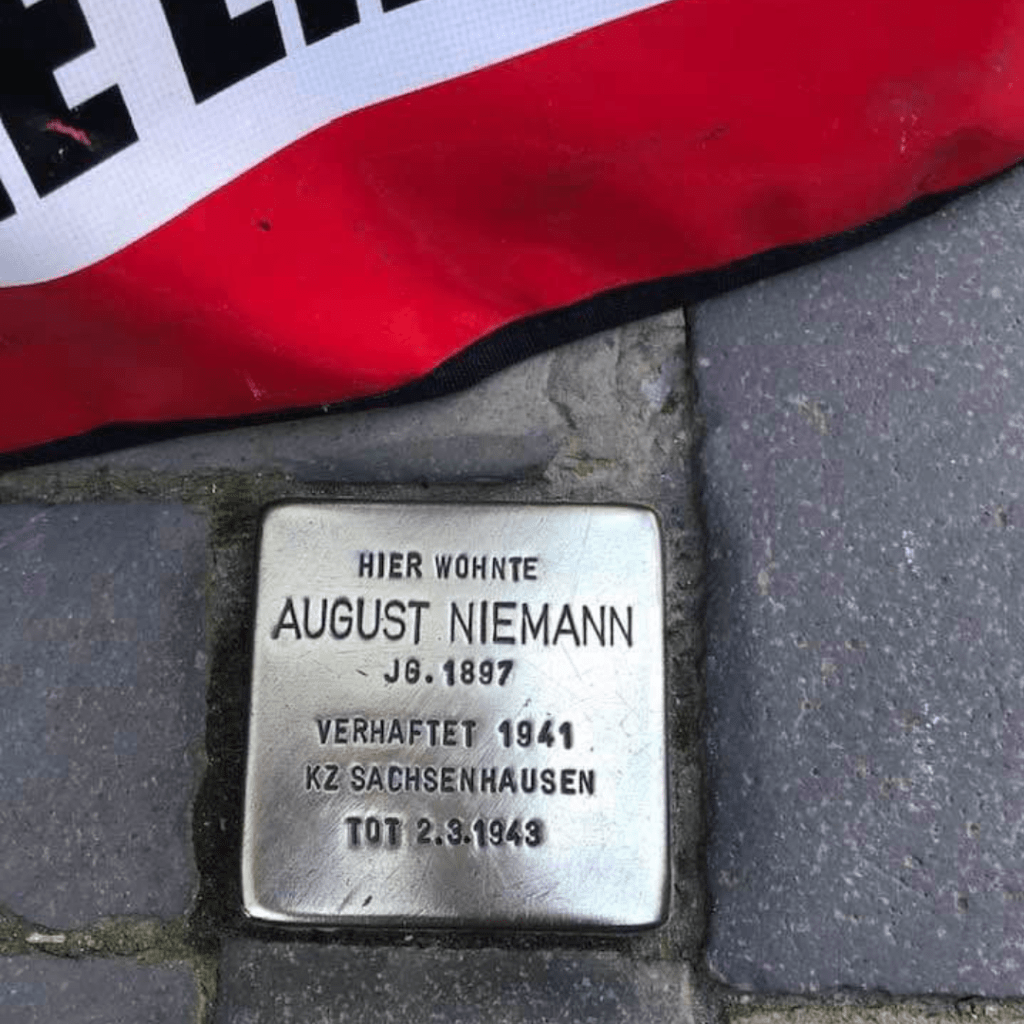 HIER WOHNTE
AUGUST NIEMANN
JG. 1897
VERHAFTET 1941
KZ SACHSENHAUSEN
TOT 2.3.1943